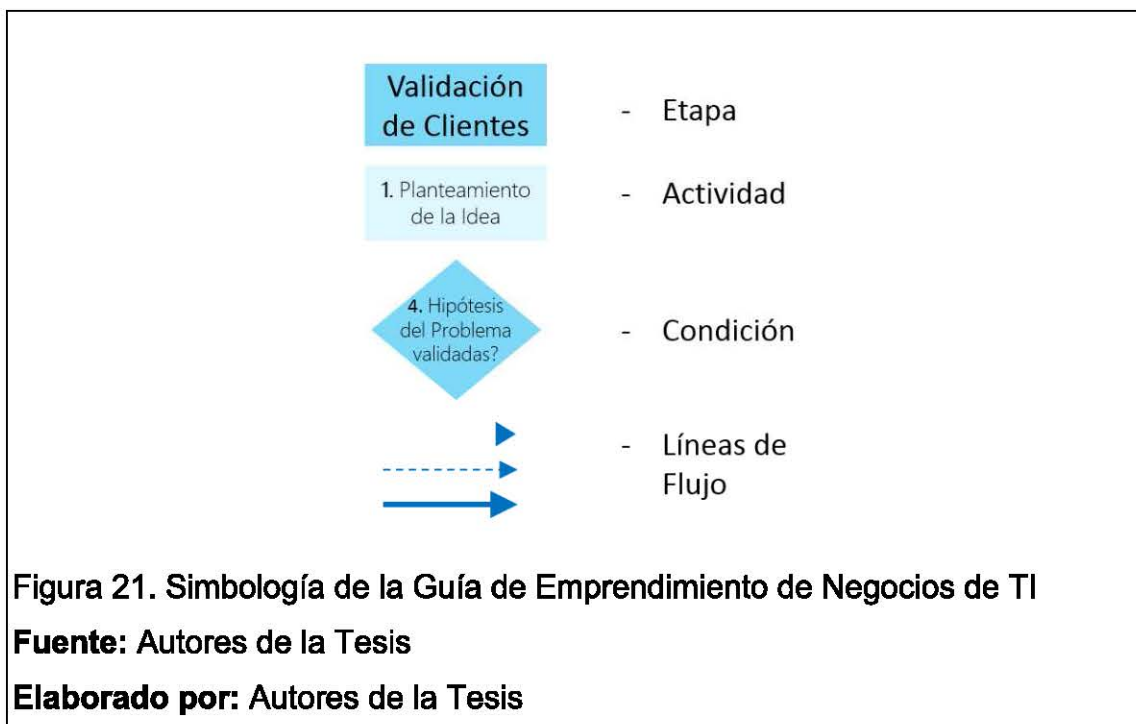 Validación
de Clientes
- Etapa
1. Planteamiento
de la Idea
- Actividad
4. Hipótesis
del Problema
validadas?
- Condición
- Líneas de
Flujo
Figura 21. Simbología de la Guía de Emprendimiento de Negocios de TI
Fuente: Autores de la Tesis
Elaborado por: Autores de la Tesis